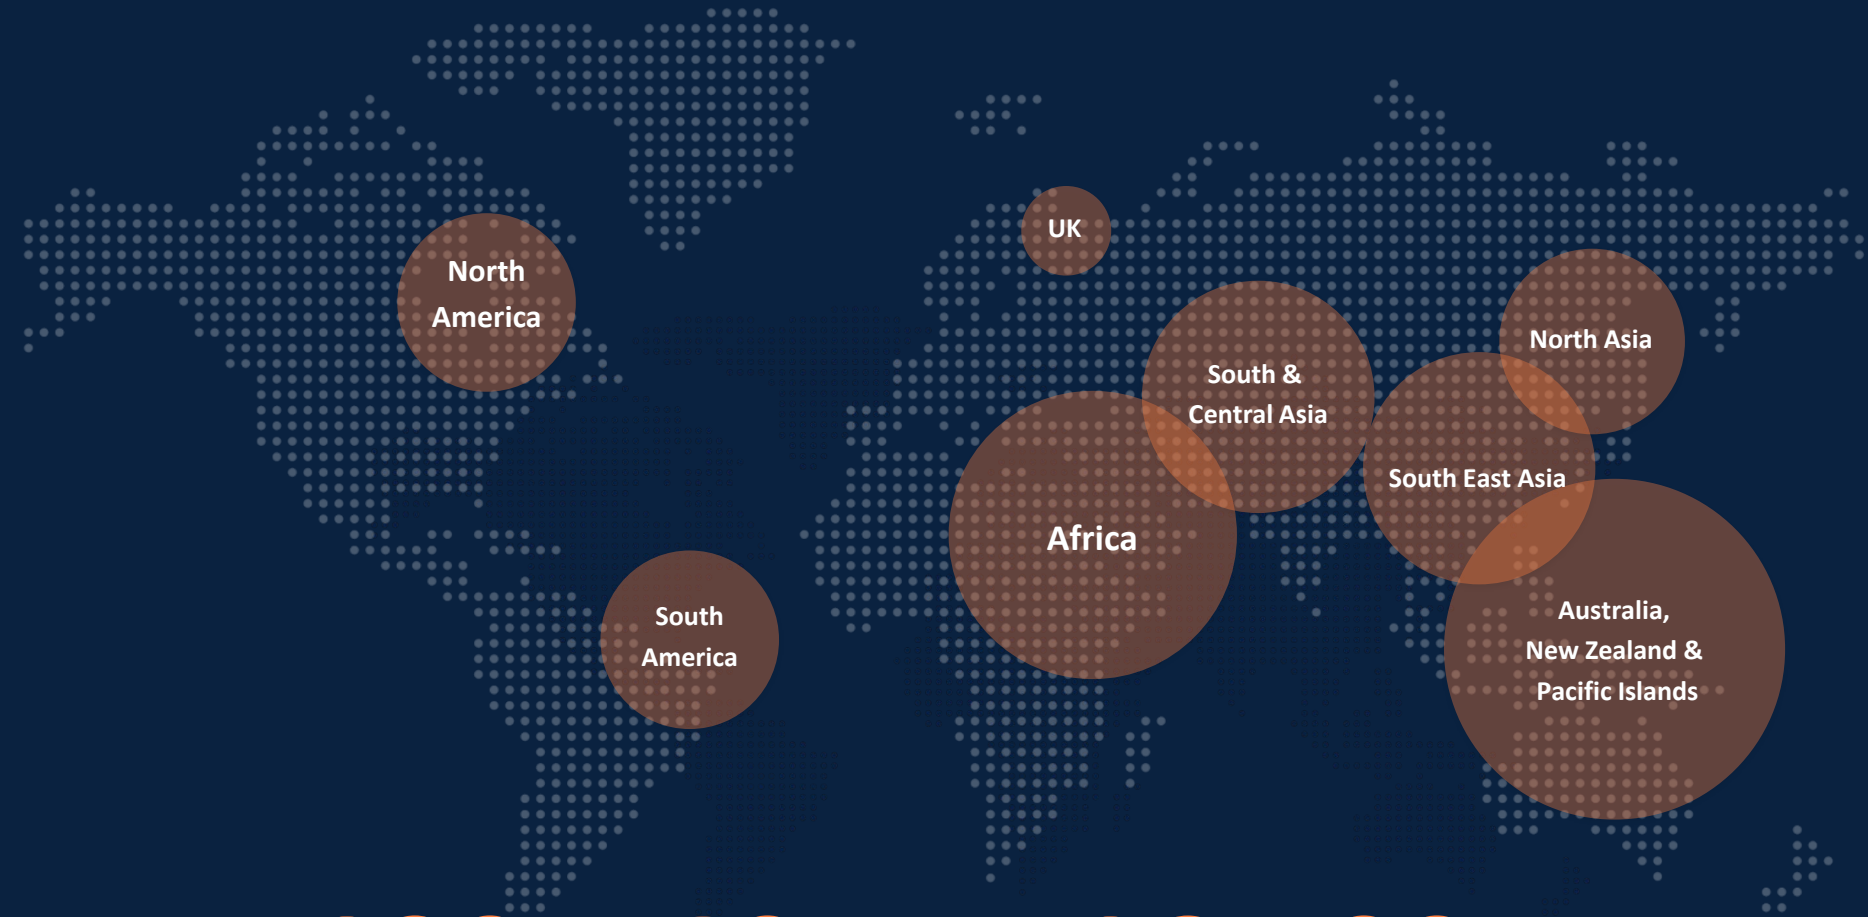 UK
North
America
North Asia
South &
Central Asia
South East Asia
Africa
South
America
Australia,
New Zealand &
Pacific Islands